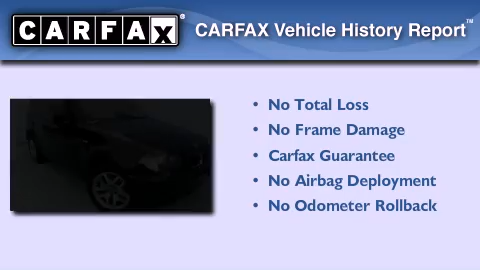 CARFAX® CARFAX Vehicle History Report™
• No Total Loss
• No Frame Damage
• Carfax Guarantee
• No Airbag Deployment
• No Odometer Rollback